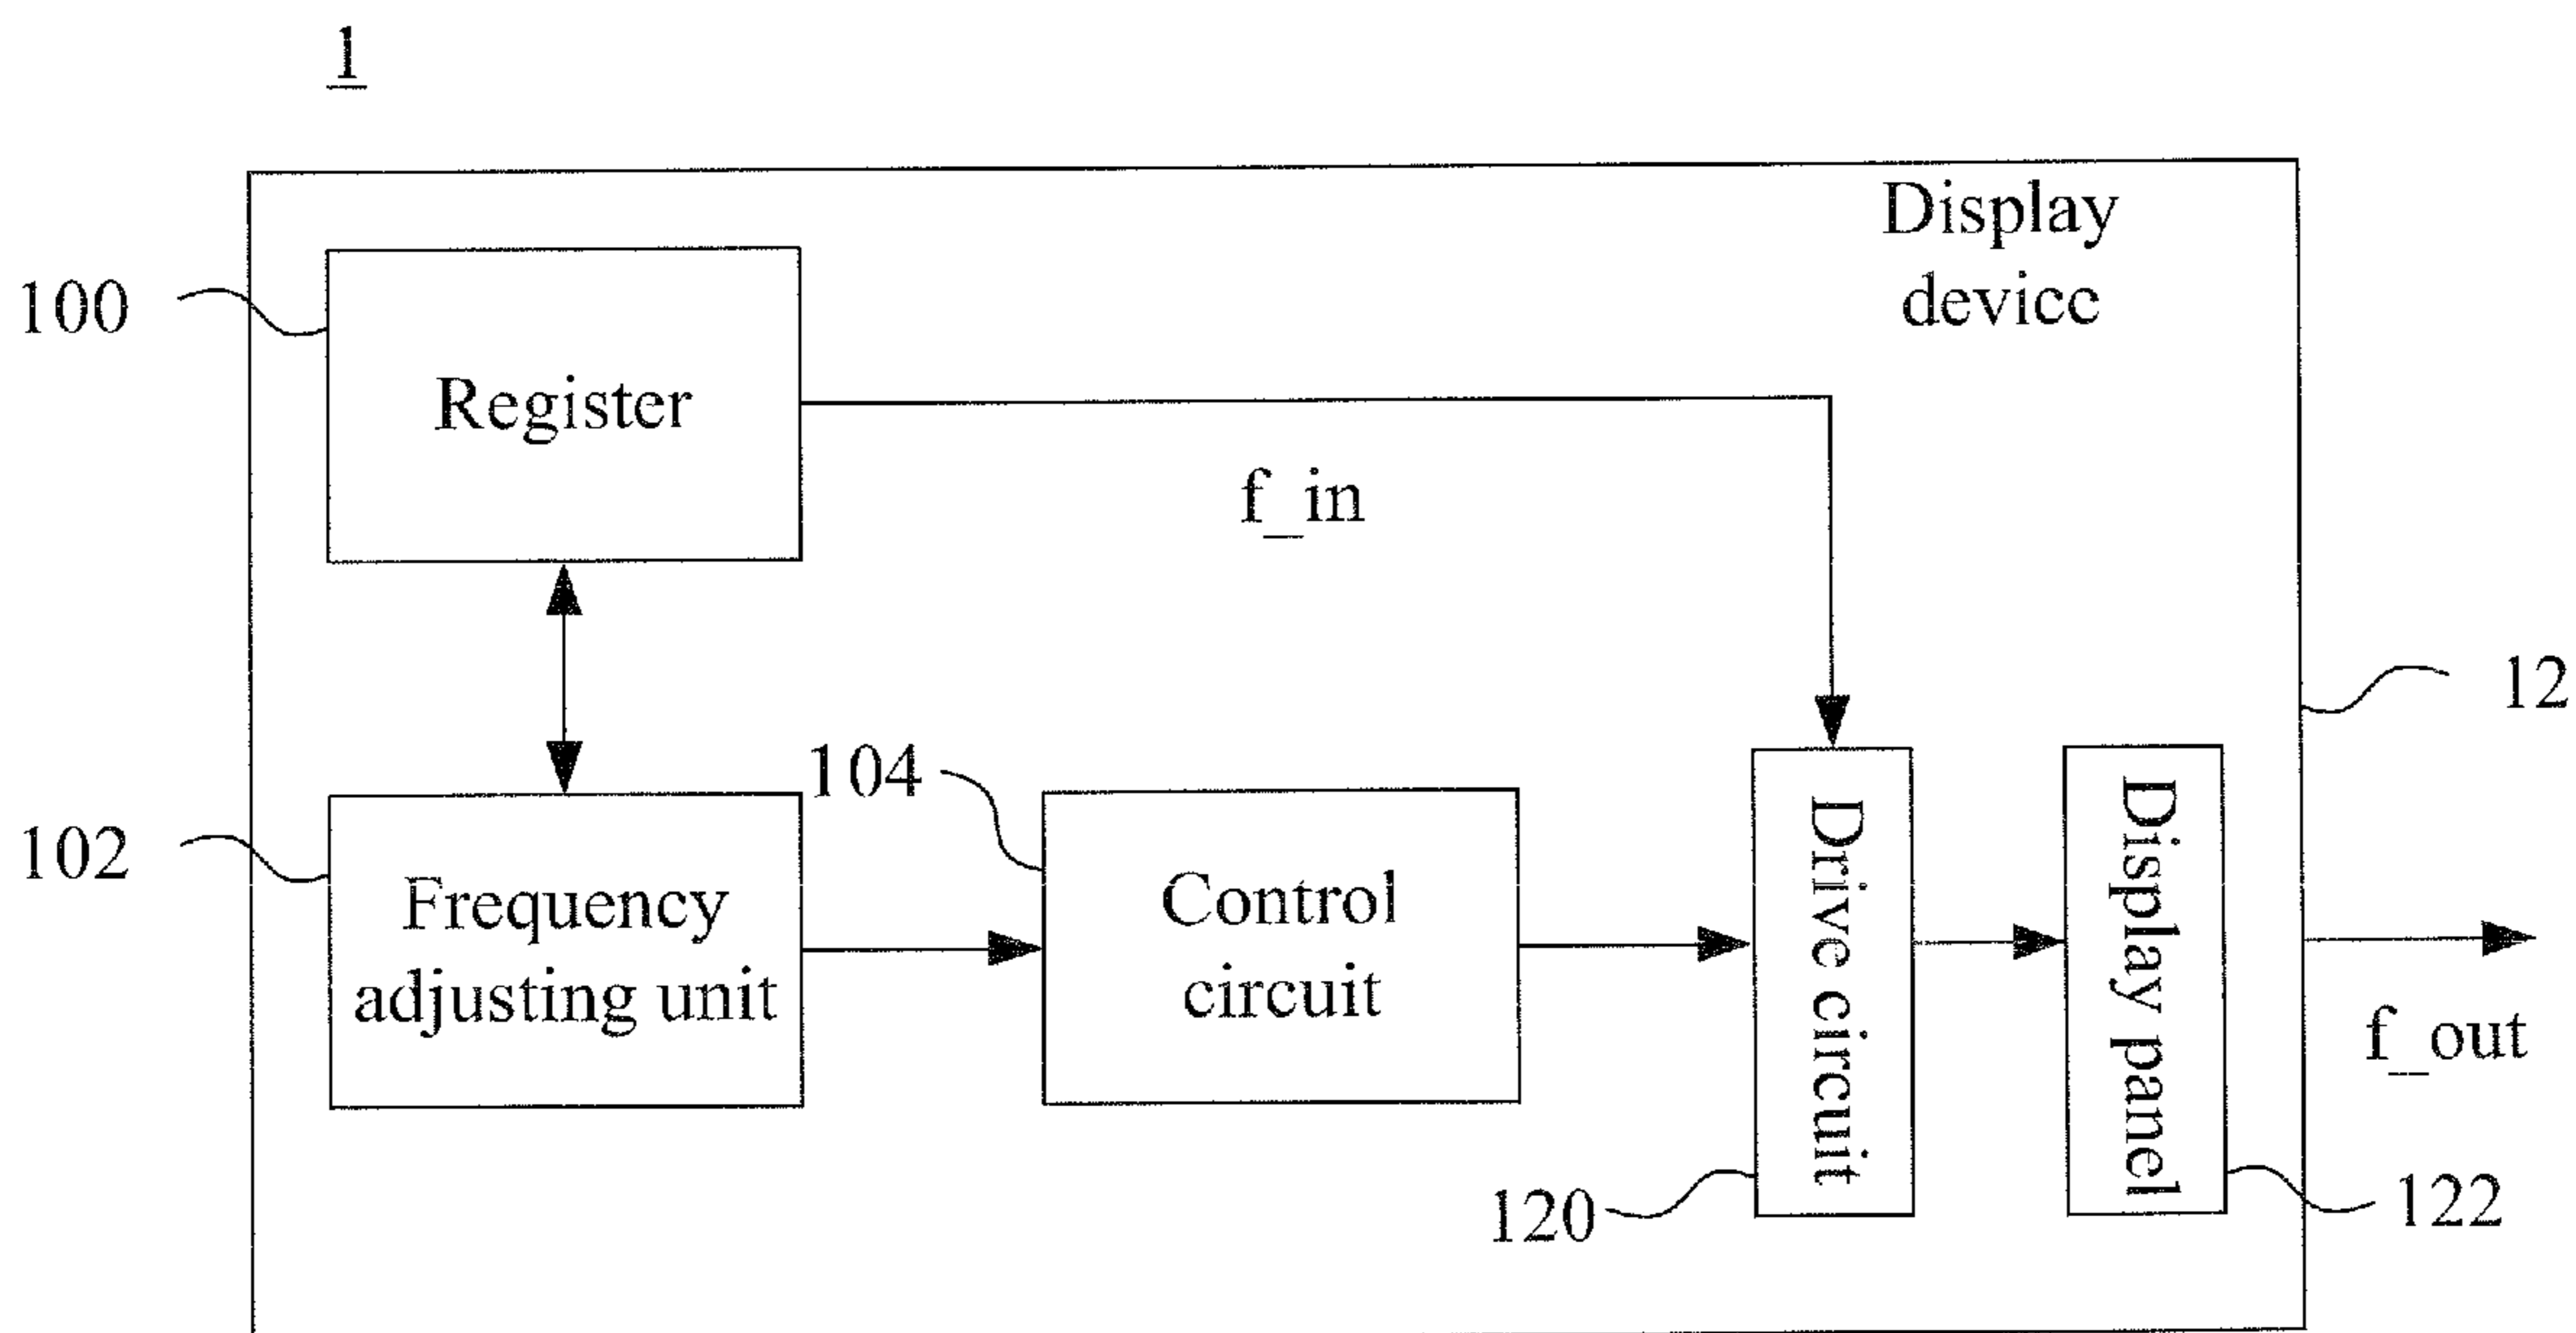 1
Display
device
100
Register
f_in
12
104
102
Frequency
adjusting unit
Control
circuit
Drive circuit
Display panel
f_out
120
122